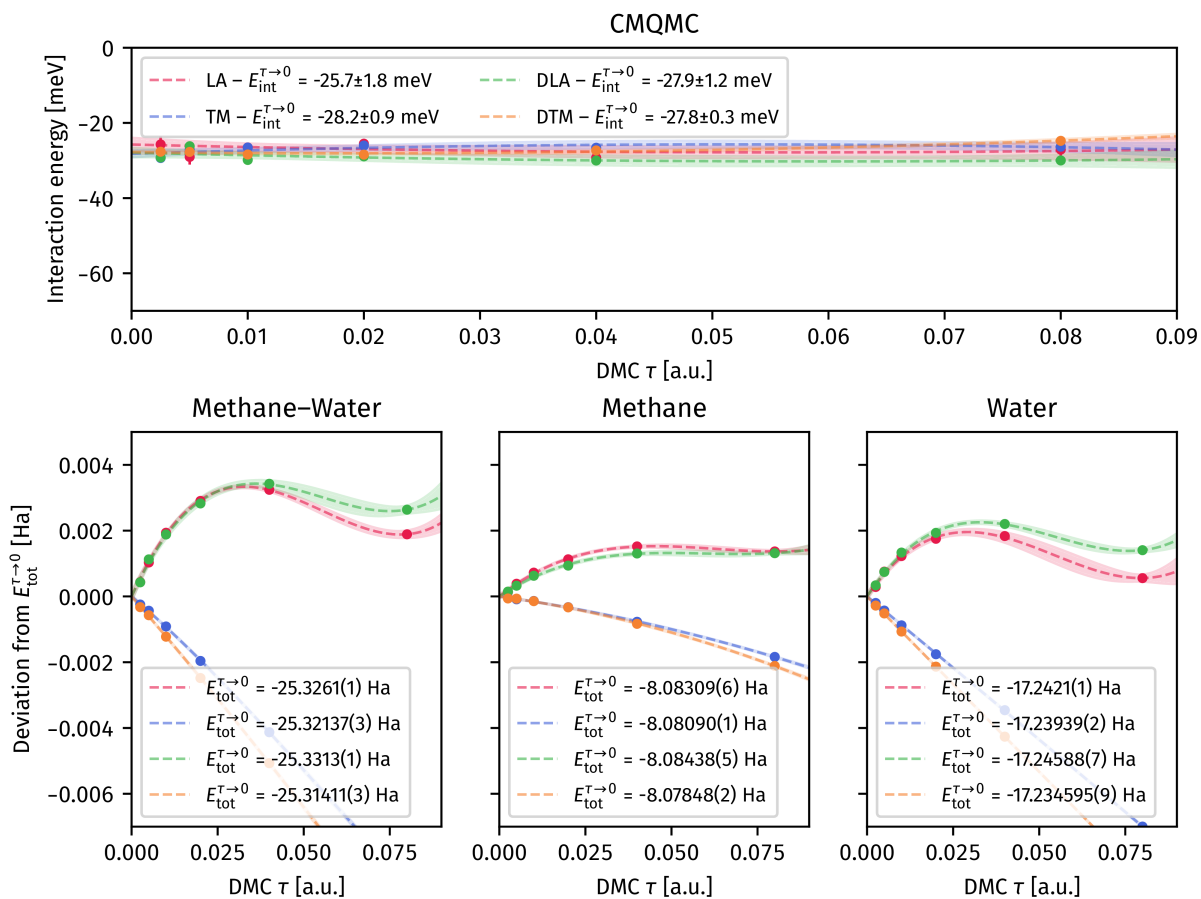 CMQMC
Interaction energy [meV]
0
−20
−40
−60
LA – E_int^{τ→0} = -25.7±1.8 meV
TM – E_int^{τ→0} = -28.2±0.9 meV
DLA – E_int^{τ→0} = -27.9±1.2 meV
DTM – E_int^{τ→0} = -27.8±0.3 meV
0.00 0.01 0.02 0.03 0.04 0.05 0.06 0.07 0.08 0.09
DMC τ [a.u.]
Methane–Water
Deviation from E_tot^{τ→0} [Ha]
0.004
0.002
0.000
−0.002
−0.004
−0.006
E_tot^{τ→0} = -25.3261(1) Ha
E_tot^{τ→0} = -25.32137(3) Ha
E_tot^{τ→0} = -25.3313(1) Ha
E_tot^{τ→0} = -25.31411(3) Ha
0.000 0.025 0.050 0.075
DMC τ [a.u.]
Methane
E_tot^{τ→0} = -8.08309(6) Ha
E_tot^{τ→0} = -8.08090(1) Ha
E_tot^{τ→0} = -8.08438(5) Ha
E_tot^{τ→0} = -8.07848(2) Ha
0.000 0.025 0.050 0.075
DMC τ [a.u.]
Water
E_tot^{τ→0} = -17.2421(1) Ha
E_tot^{τ→0} = -17.23939(2) Ha
E_tot^{τ→0} = -17.24588(7) Ha
E_tot^{τ→0} = -17.234595(9) Ha
0.000 0.025 0.050 0.075
DMC τ [a.u.]